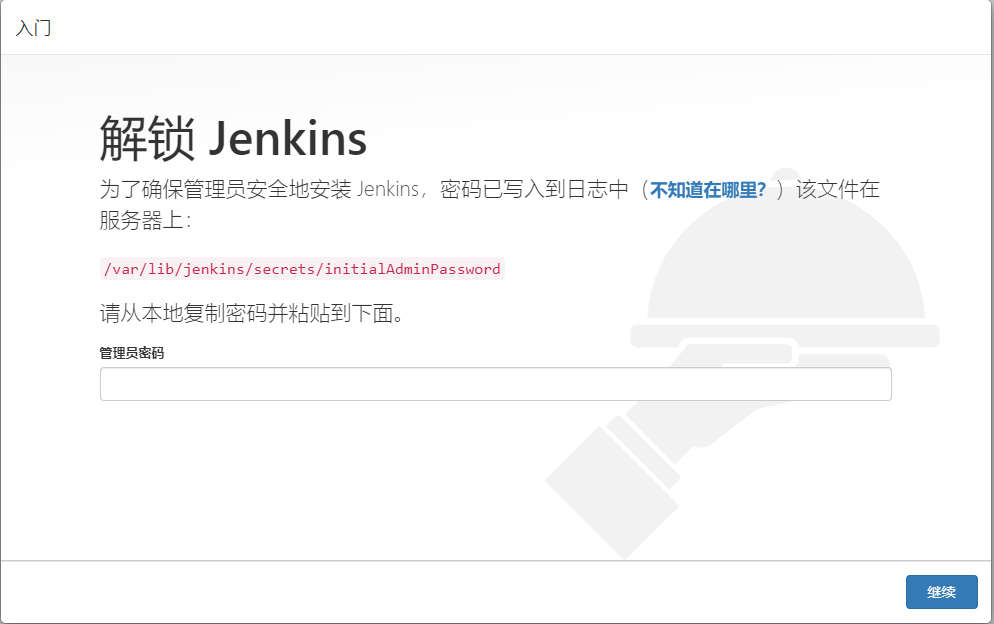 入门
解锁 Jenkins
为了确保管理员安全地安装 Jenkins，密码已写入到日志中（不知道在哪里？）该文件在
服务器上：
/var/lib/jenkins/secrets/initialAdminPassword
请从本地复制密码并粘贴到下面。
管理员密码
继续